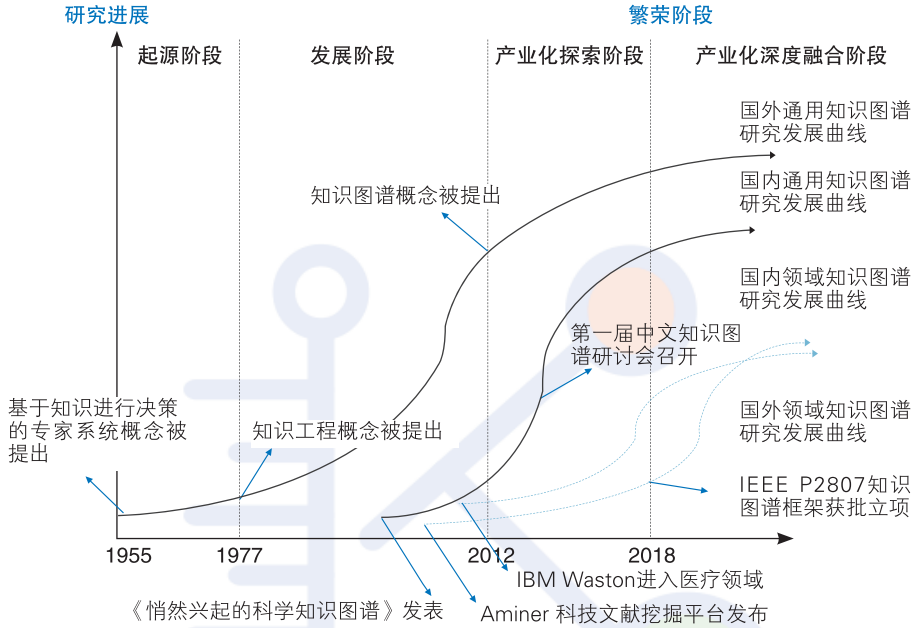 研究进展
繁荣阶段
起源阶段
发展阶段
产业化探索阶段
产业化深度融合阶段
国外通用知识图谱
研究发展曲线
国内通用知识图谱
研究发展曲线
知识图谱概念被提出
国内领域知识图谱
研究发展曲线
第一届中文知识图
谱研讨会召开
基于知识进行决策
的专家系统概念被
提出
知识工程概念被提出
国外领域知识图谱
研究发展曲线
IEEE P2807知识
图谱框架获批立项
1955
1977
2012
2018
IBM Waston进入医疗领域
《悄然兴起的科学知识图谱》发表
Aminer 科技文献挖掘平台发布